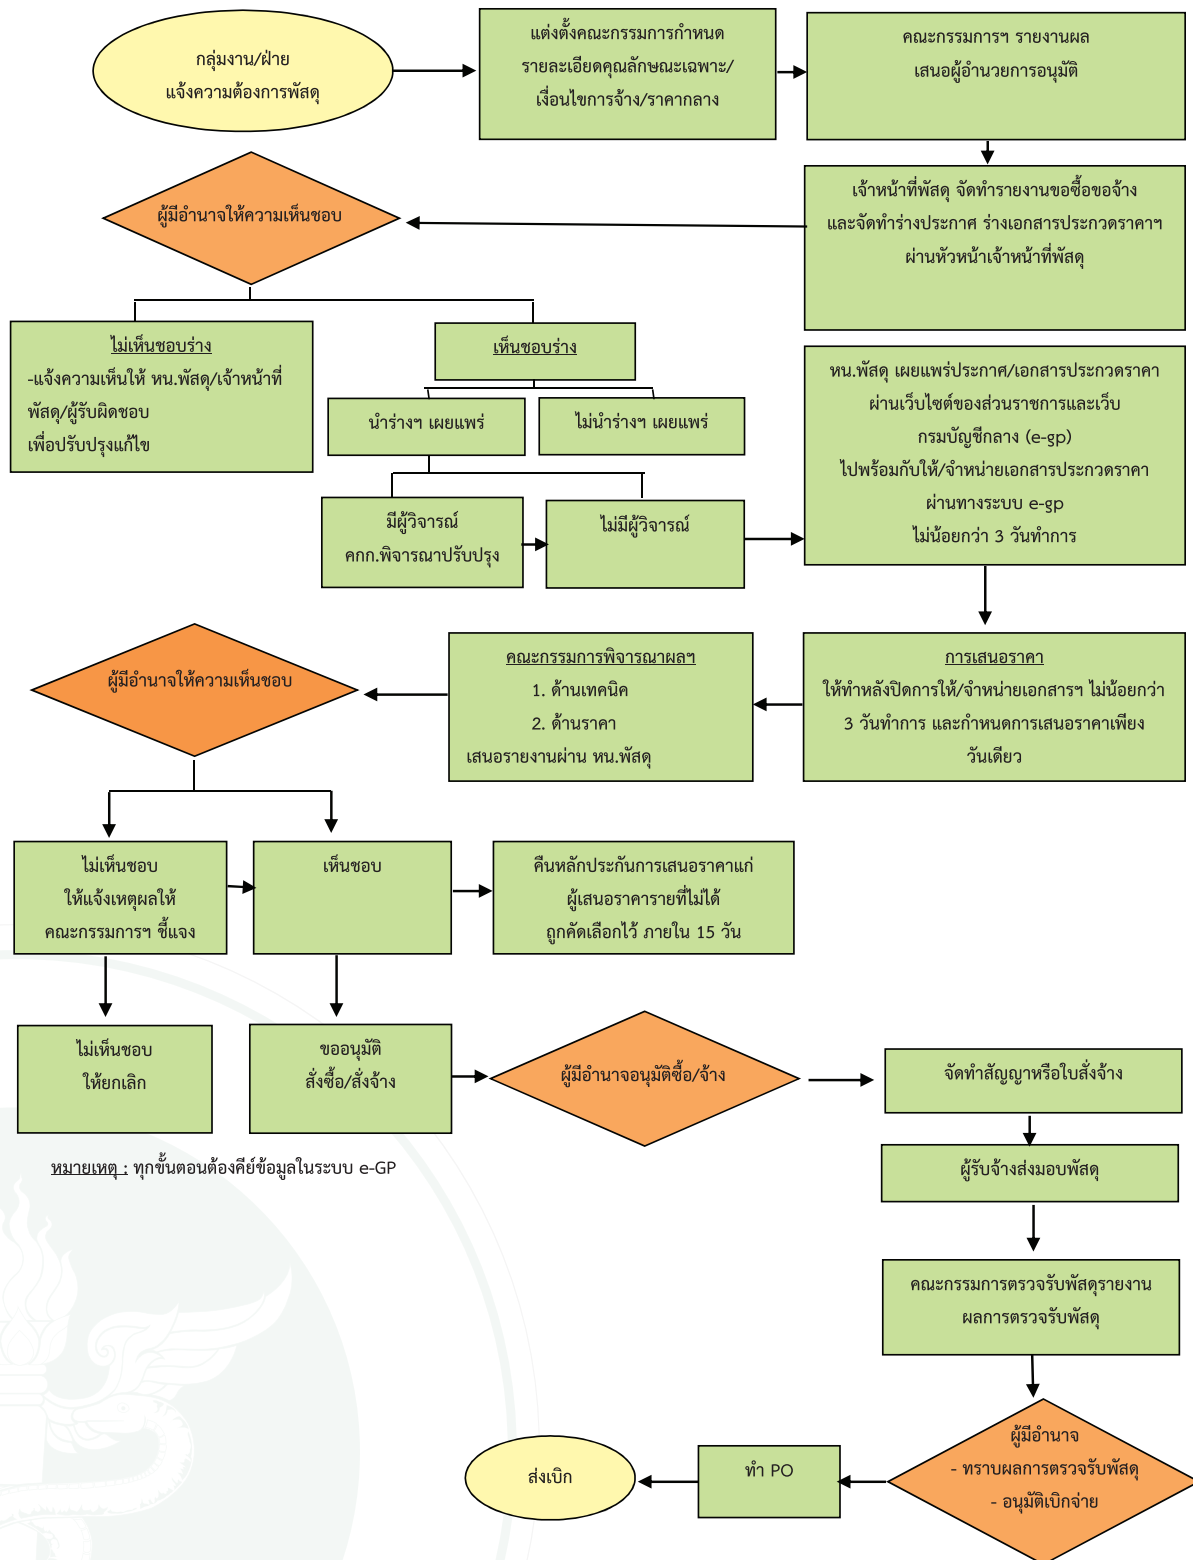 กลุ่มงาน/ฝ่าย
แจ้งความต้องการพัสดุ
แต่งตั้งคณะกรรมการกำหนด
รายละเอียดคุณลักษณะเฉพาะ/
เงื่อนไขการจ้าง/ราคากลาง
คณะกรรมการฯ รายงานผล
เสนอผู้อำนวยการอนุมัติ
เจ้าหน้าที่พัสดุ จัดทำรายงานขอซื้อขอจ้าง
และจัดทำร่างประกาศ ร่างเอกสารประกวดราคาฯ
ผ่านหัวหน้าเจ้าหน้าที่พัสดุ
ผู้มีอำนาจให้ความเห็นชอบ
ไม่เห็นชอบร่าง
-แจ้งความเห็นให้ หน.พัสดุ/เจ้าหน้าที่
พัสดุ/ผู้รับผิดชอบ
เพื่อปรับปรุงแก้ไข
เห็นชอบร่าง
นำร่างฯ เผยแพร่
ไม่นำร่างฯ เผยแพร่
มีผู้วิจารณ์
คกก.พิจารณาปรับปรุง
ไม่มีผู้วิจารณ์
หน.พัสดุ เผยแพร่ประกาศ/เอกสารประกวดราคา
ผ่านเว็บไซต์ของส่วนราชการและเว็บ
กรมบัญชีกลาง (e-gp)
ไปพร้อมกับให้/จำหน่ายเอกสารประกวดราคา
ผ่านทางระบบ e-gp
ไม่น้อยกว่า 3 วันทำการ
การเสนอราคา
ให้ทำหลังปิดการให้/จำหน่ายเอกสารฯ ไม่น้อยกว่า
3 วันทำการ และกำหนดการเสนอราคาเพียง
วันเดียว
คณะกรรมการพิจารณาผลฯ
1. ด้านเทคนิค
2. ด้านราคา
เสนอรายงานผ่าน หน.พัสดุ
ผู้มีอำนาจให้ความเห็นชอบ
ไม่เห็นชอบ
ให้แจ้งเหตุผลให้
คณะกรรมการฯ ชี้แจง
เห็นชอบ
คืนหลักประกันการเสนอราคาแก่
ผู้เสนอราคารายที่ไม่ได้
ถูกคัดเลือกไว้ ภายใน 15 วัน
ไม่เห็นชอบ
ให้ยกเลิก
ขออนุมัติ
สั่งซื้อ/สั่งจ้าง
ผู้มีอำนาจอนุมัติซื้อ/จ้าง
จัดทำสัญญาหรือใบสั่งจ้าง
ผู้รับจ้างส่งมอบพัสดุ
หมายเหตุ : ทุกขั้นตอนต้องคีย์ข้อมูลในระบบ e-GP
คณะกรรมการตรวจรับพัสดุรายงาน
ผลการตรวจรับพัสดุ
ผู้มีอำนาจ
- ทราบผลการตรวจรับพัสดุ
- อนุมัติเบิกจ่าย
ทำ PO
ส่งเบิก